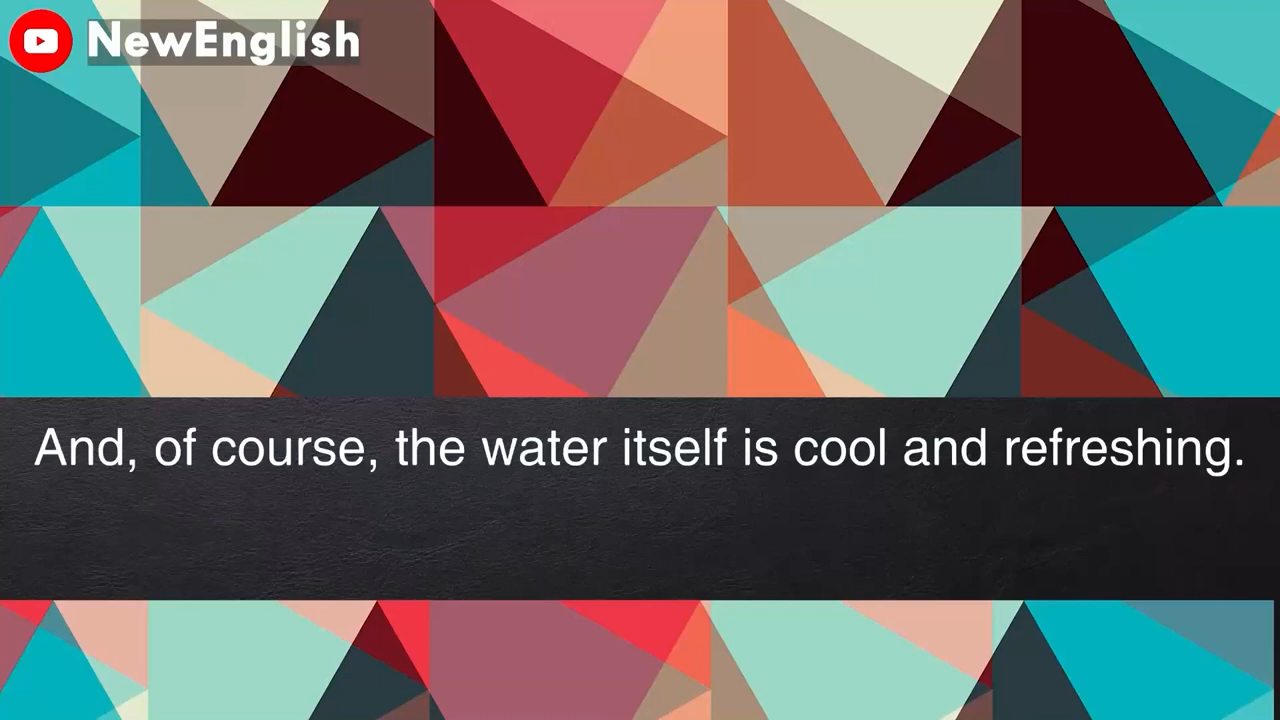 NewEnglish
And, of course, the water itself is cool and refreshing.